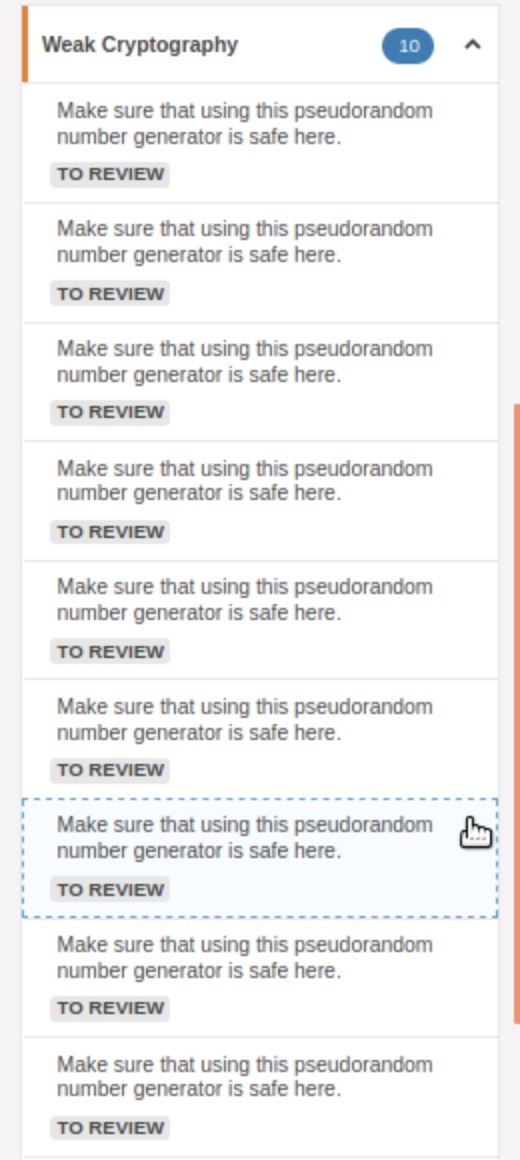 Weak Cryptography 10
Make sure that using this pseudorandom
number generator is safe here.
TO REVIEW
Make sure that using this pseudorandom
number generator is safe here.
TO REVIEW
Make sure that using this pseudorandom
number generator is safe here.
TO REVIEW
Make sure that using this pseudorandom
number generator is safe here.
TO REVIEW
Make sure that using this pseudorandom
number generator is safe here.
TO REVIEW
Make sure that using this pseudorandom
number generator is safe here.
TO REVIEW
Make sure that using this pseudorandom
number generator is safe here.
TO REVIEW
Make sure that using this pseudorandom
number generator is safe here.
TO REVIEW
Make sure that using this pseudorandom
number generator is safe here.
TO REVIEW